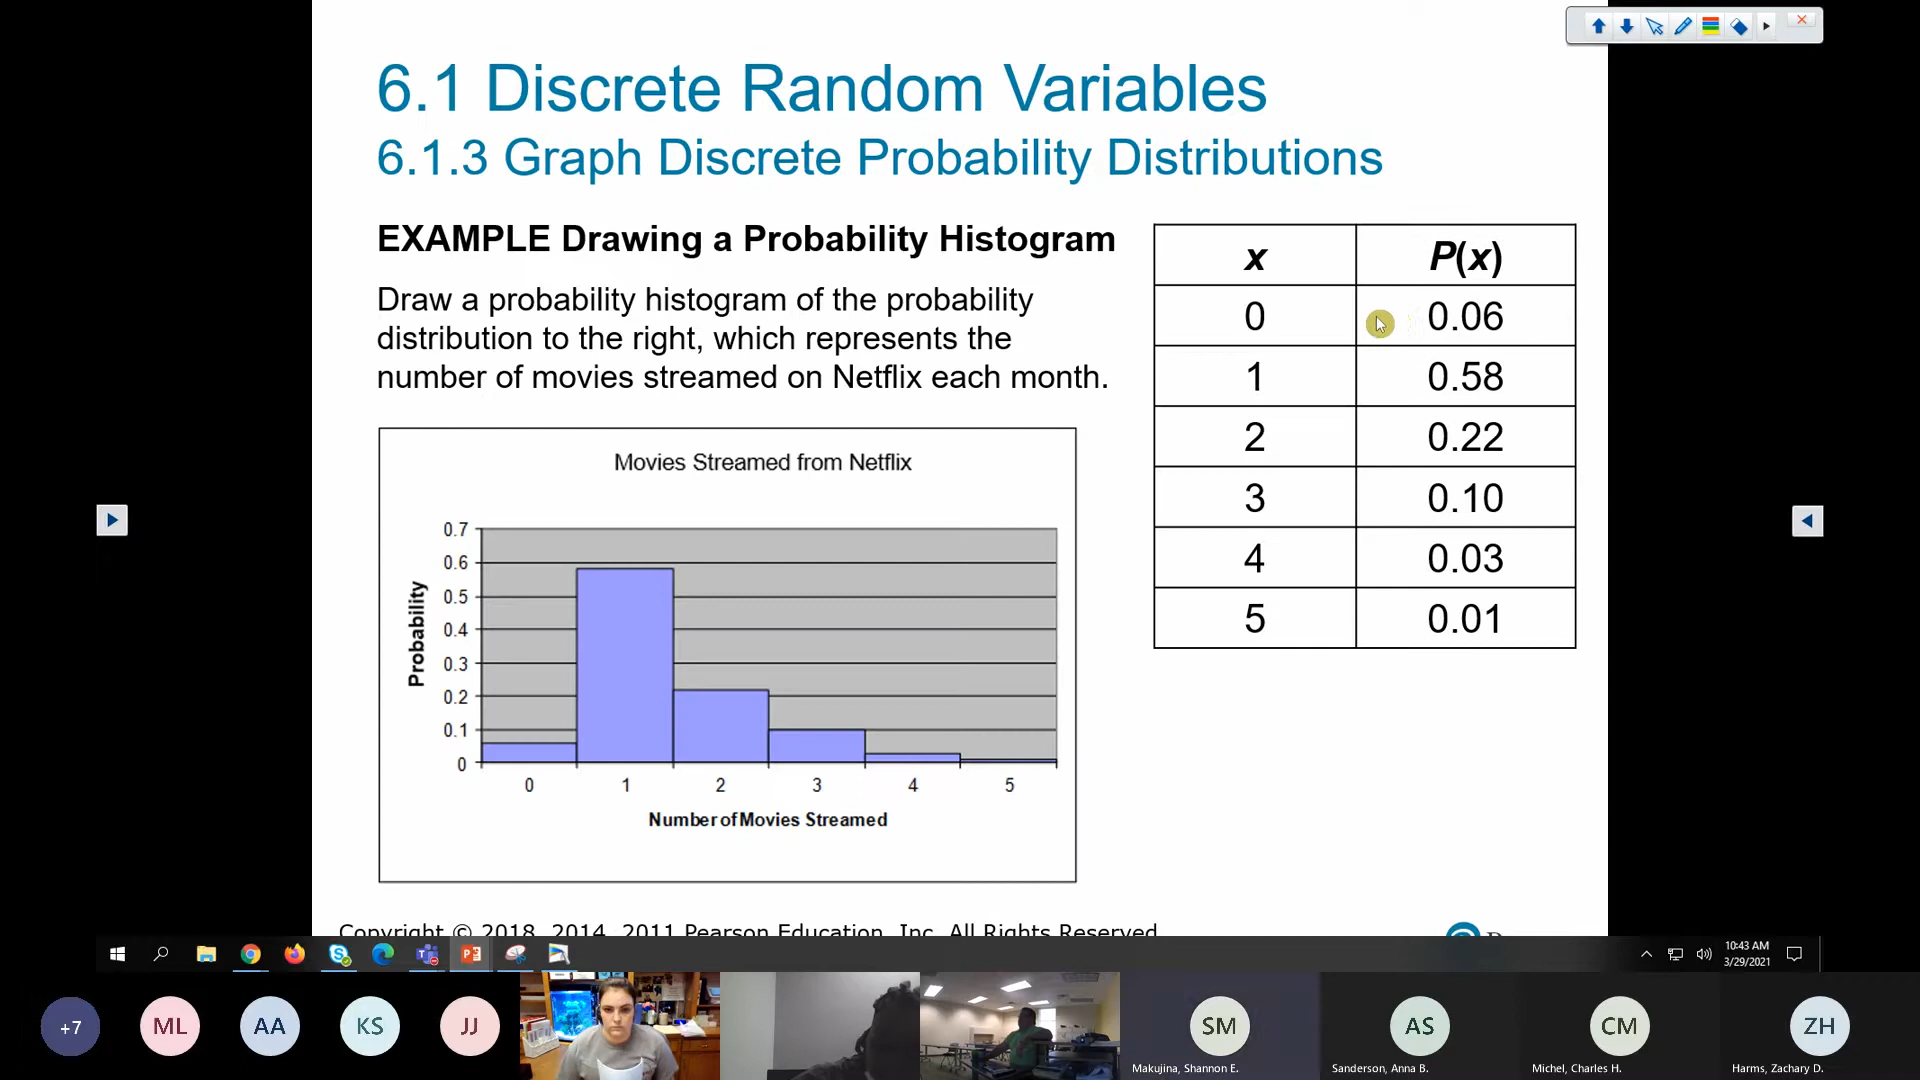 6.1 Discrete Random Variables
6.1.3 Graph Discrete Probability Distributions
EXAMPLE Drawing a Probability Histogram
Draw a probability histogram of the probability
distribution to the right, which represents the
number of movies streamed on Netflix each month.
x P(x)
0 0.06
1 0.58
2 0.22
3 0.10
4 0.03
5 0.01
Movies Streamed from Netflix
Probability
0.7
0.6
0.5
0.4
0.3
0.2
0.1
0
0 1 2 3 4 5
Number of Movies Streamed
Copyright © 2018, 2014, 2011 Pearson Education, Inc. All Rights Reserved
10:43 AM
3/29/2021
+7
ML
AA
KS
JJ
SM
Makujina, Shannon E.
AS
Sanderson, Anna B.
CM
Michel, Charles H.
ZH
Harms, Zachary D.